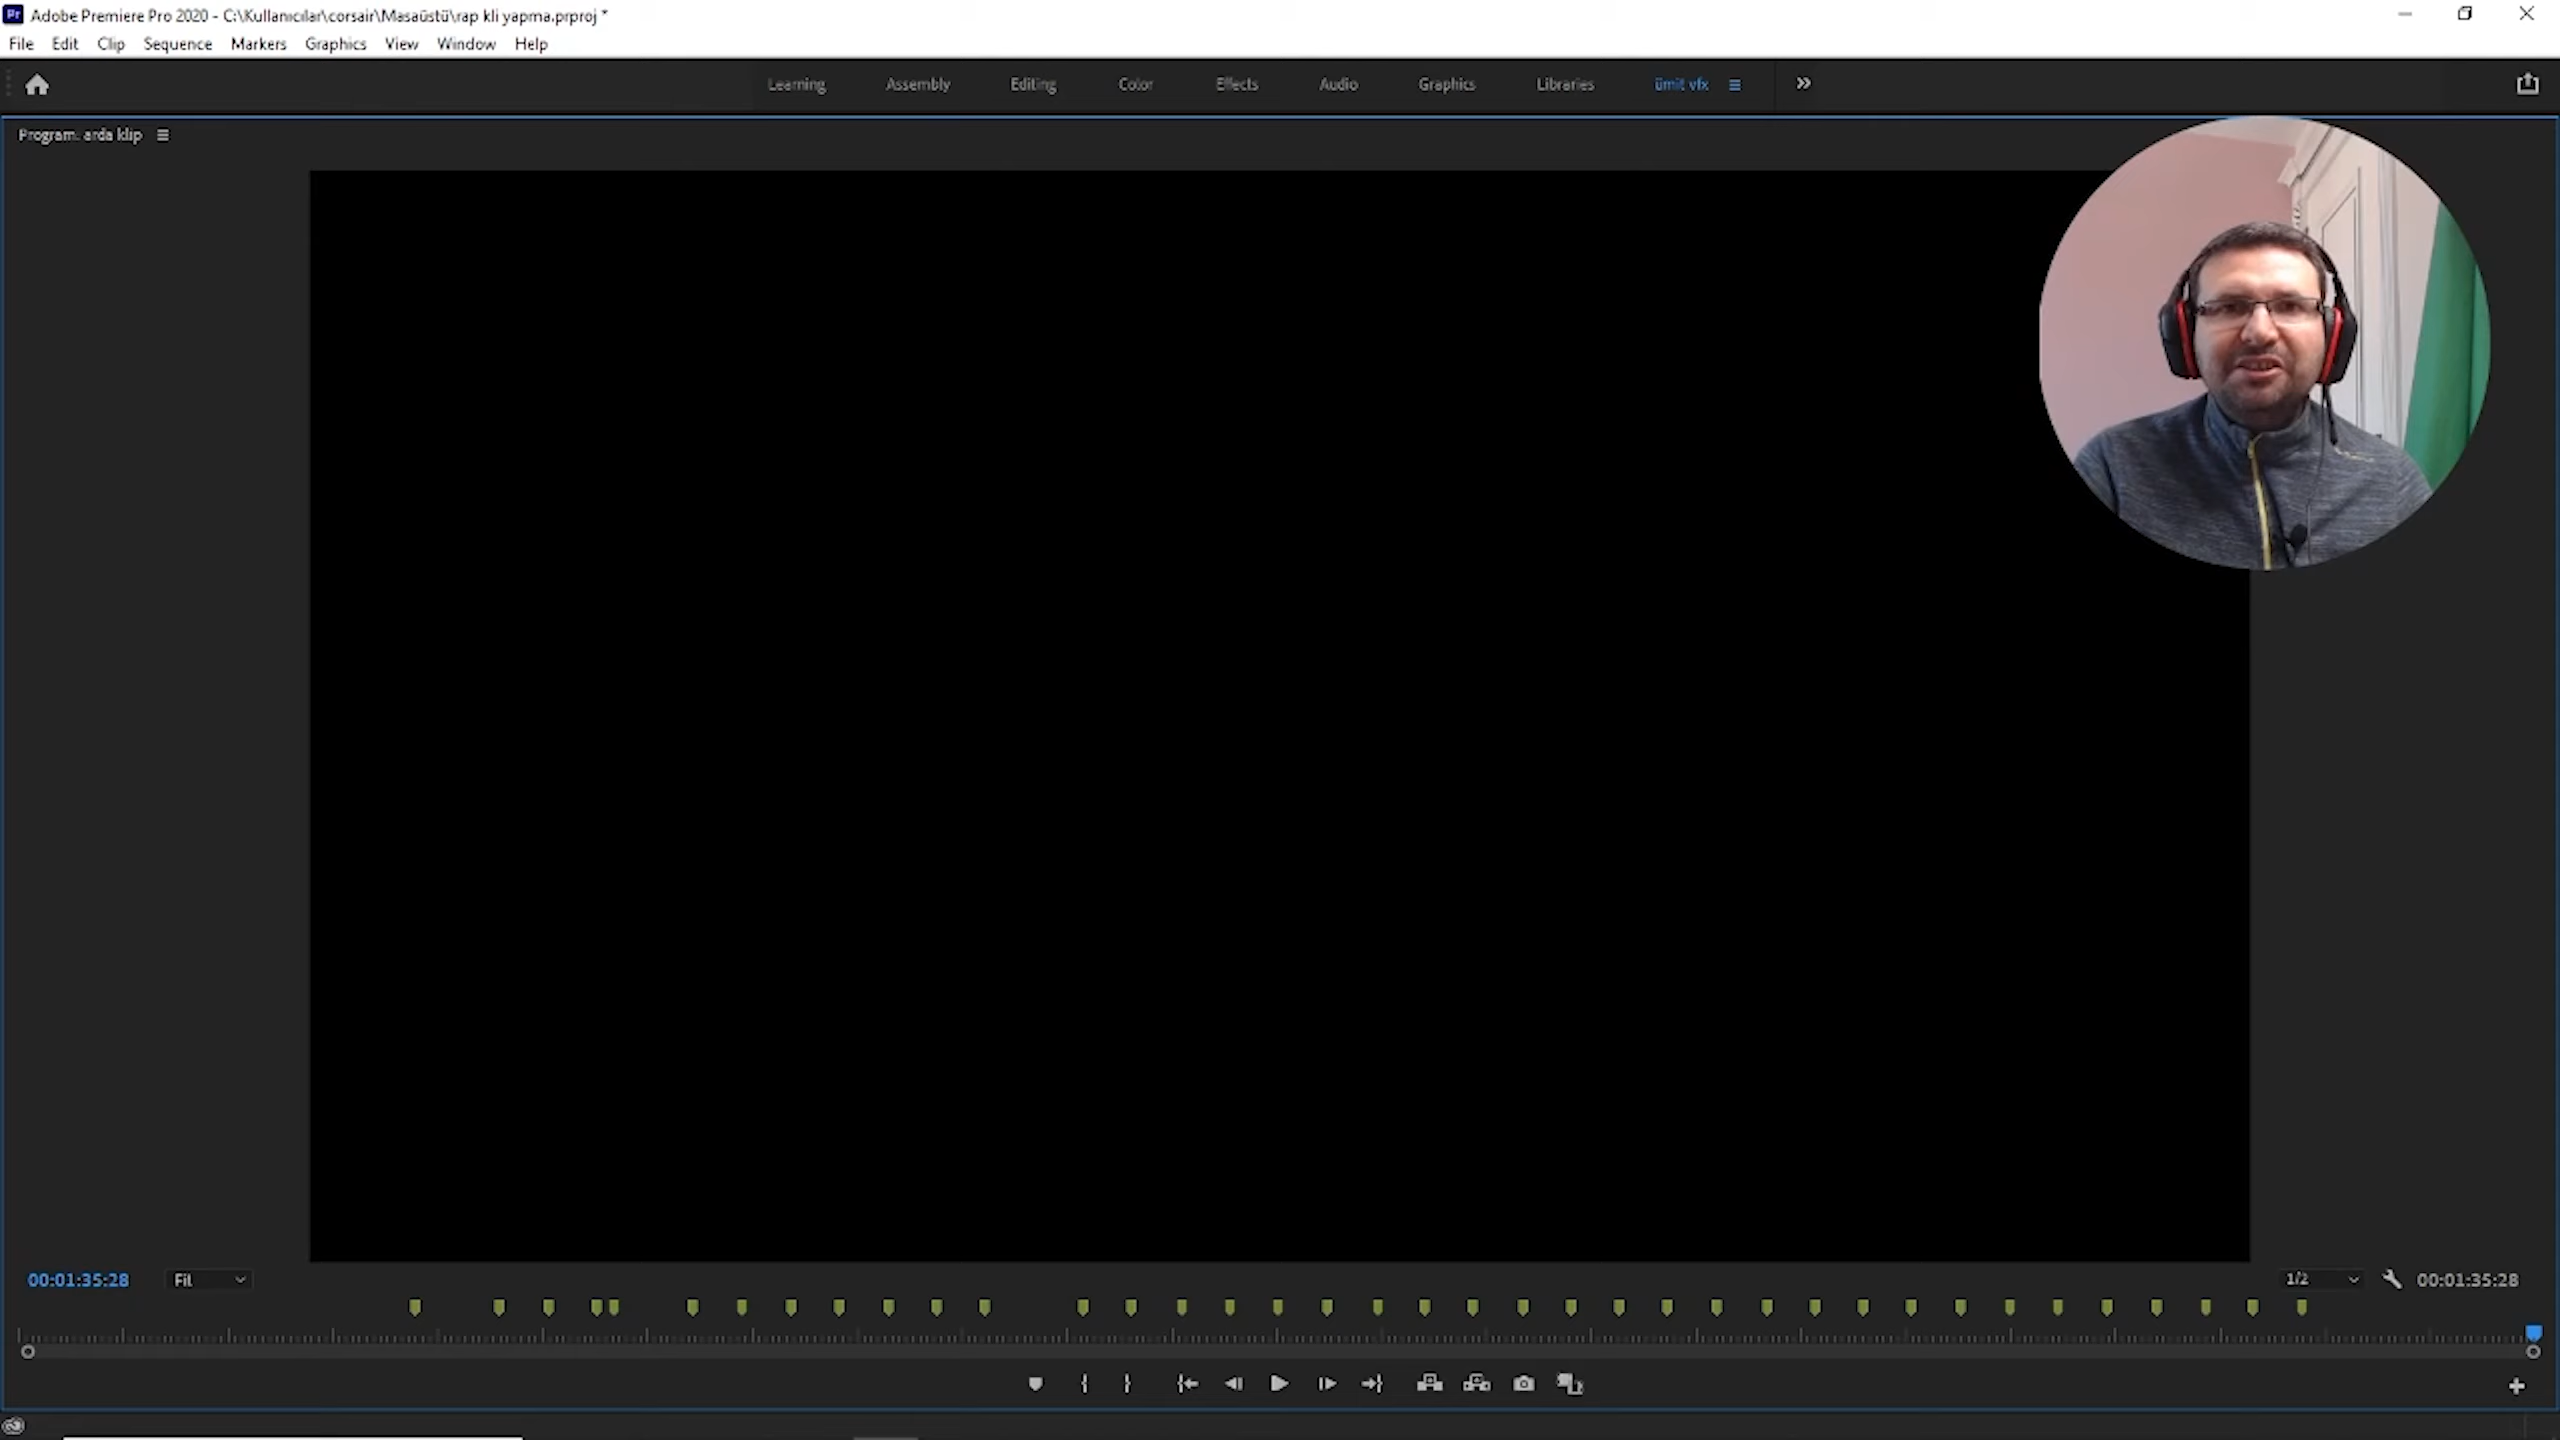 Pr Adobe Premiere Pro 2020 - C:\Kullanıcılar\corsair\Masaüstü\rap kli yapma.prproj *
File Edit Clip Sequence Markers Graphics View Window Help
Learning Assembly Editing Color Effects Audio Graphics Libraries ümit vfx
Program: arda klip
00:01:35:28 Fit 1/2 00:01:35:28